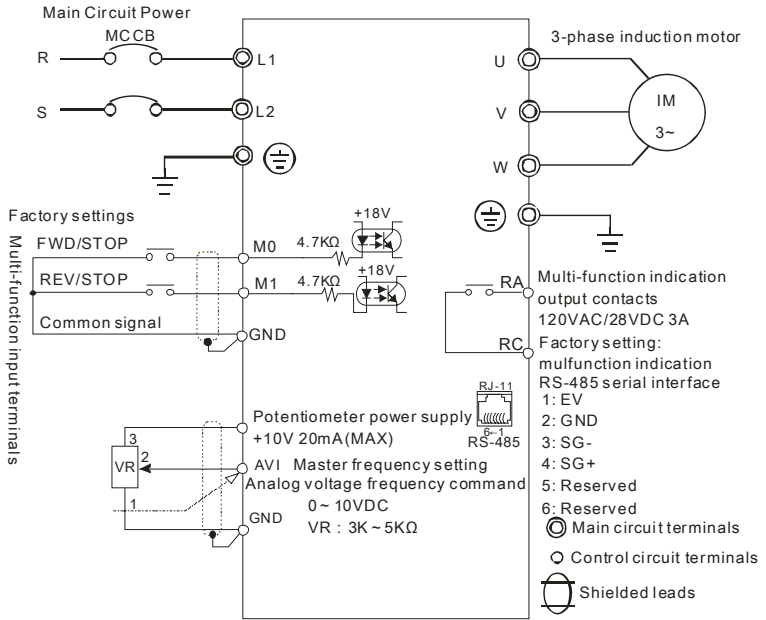 Main Circuit Power
MCCB
R
L1
S
L2
3-phase induction motor
U
V
W
IM
3~
Factory settings
Multi-function input terminals
FWD/STOP
M0
4.7KΩ
+18V
REV/STOP
M1
4.7KΩ
+18V
Common signal
GND
RA
Multi-function indication
output contacts
120VAC/28VDC 3A
RC
Factory setting:
mulfunction indication
RJ-11
6←1
RS-485
RS-485 serial interface
1: EV
2: GND
3: SG-
4: SG+
5: Reserved
6: Reserved
Potentiometer power supply
+10V 20mA(MAX)
3
VR
2
1
AVI Master frequency setting
Analog voltage frequency command
0~10VDC
VR : 3K~5KΩ
GND
Main circuit terminals
Control circuit terminals
Shielded leads